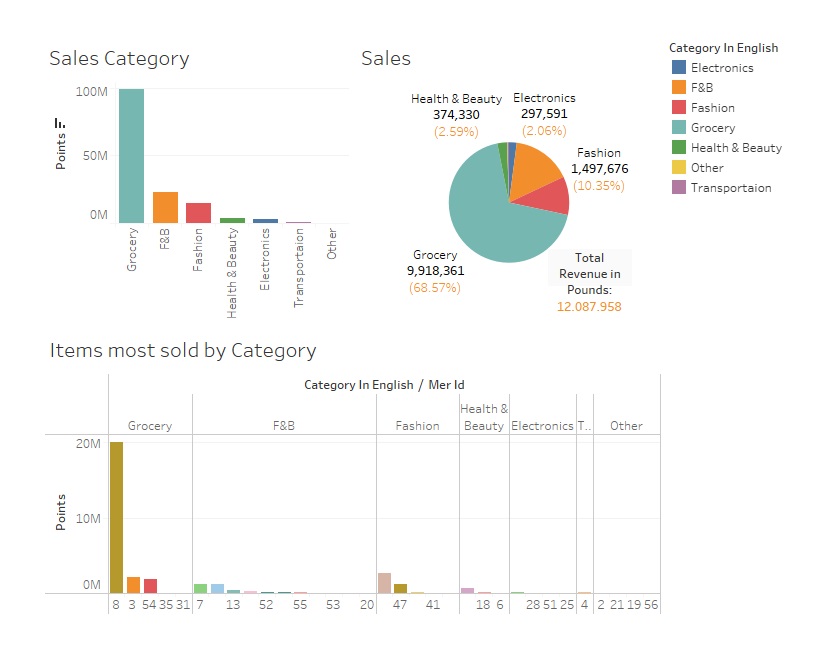 Sales Category
Sales
Category In English
Electronics
F&B
Fashion
Grocery
Health & Beauty
Other
Transportaion
100M
50M
0M
Points
Grocery
F&B
Fashion
Health & Beauty
Electronics
Transportaion
Other
Health & Beauty
374,330
(2.59%)
Electronics
297,591
(2.06%)
Fashion
1,497,676
(10.35%)
Grocery
9,918,361
(68.57%)
Total
Revenue in
Pounds:
12.087.958
Items most sold by Category
Category In English / Mer Id
Grocery
F&B
Fashion
Health &
Beauty
Electronics
T..
Other
20M
10M
0M
Points
8 3 54 35 31 7 13 52 55 53 20 47 41 18 6 28 51 25 4 2 21 19 56